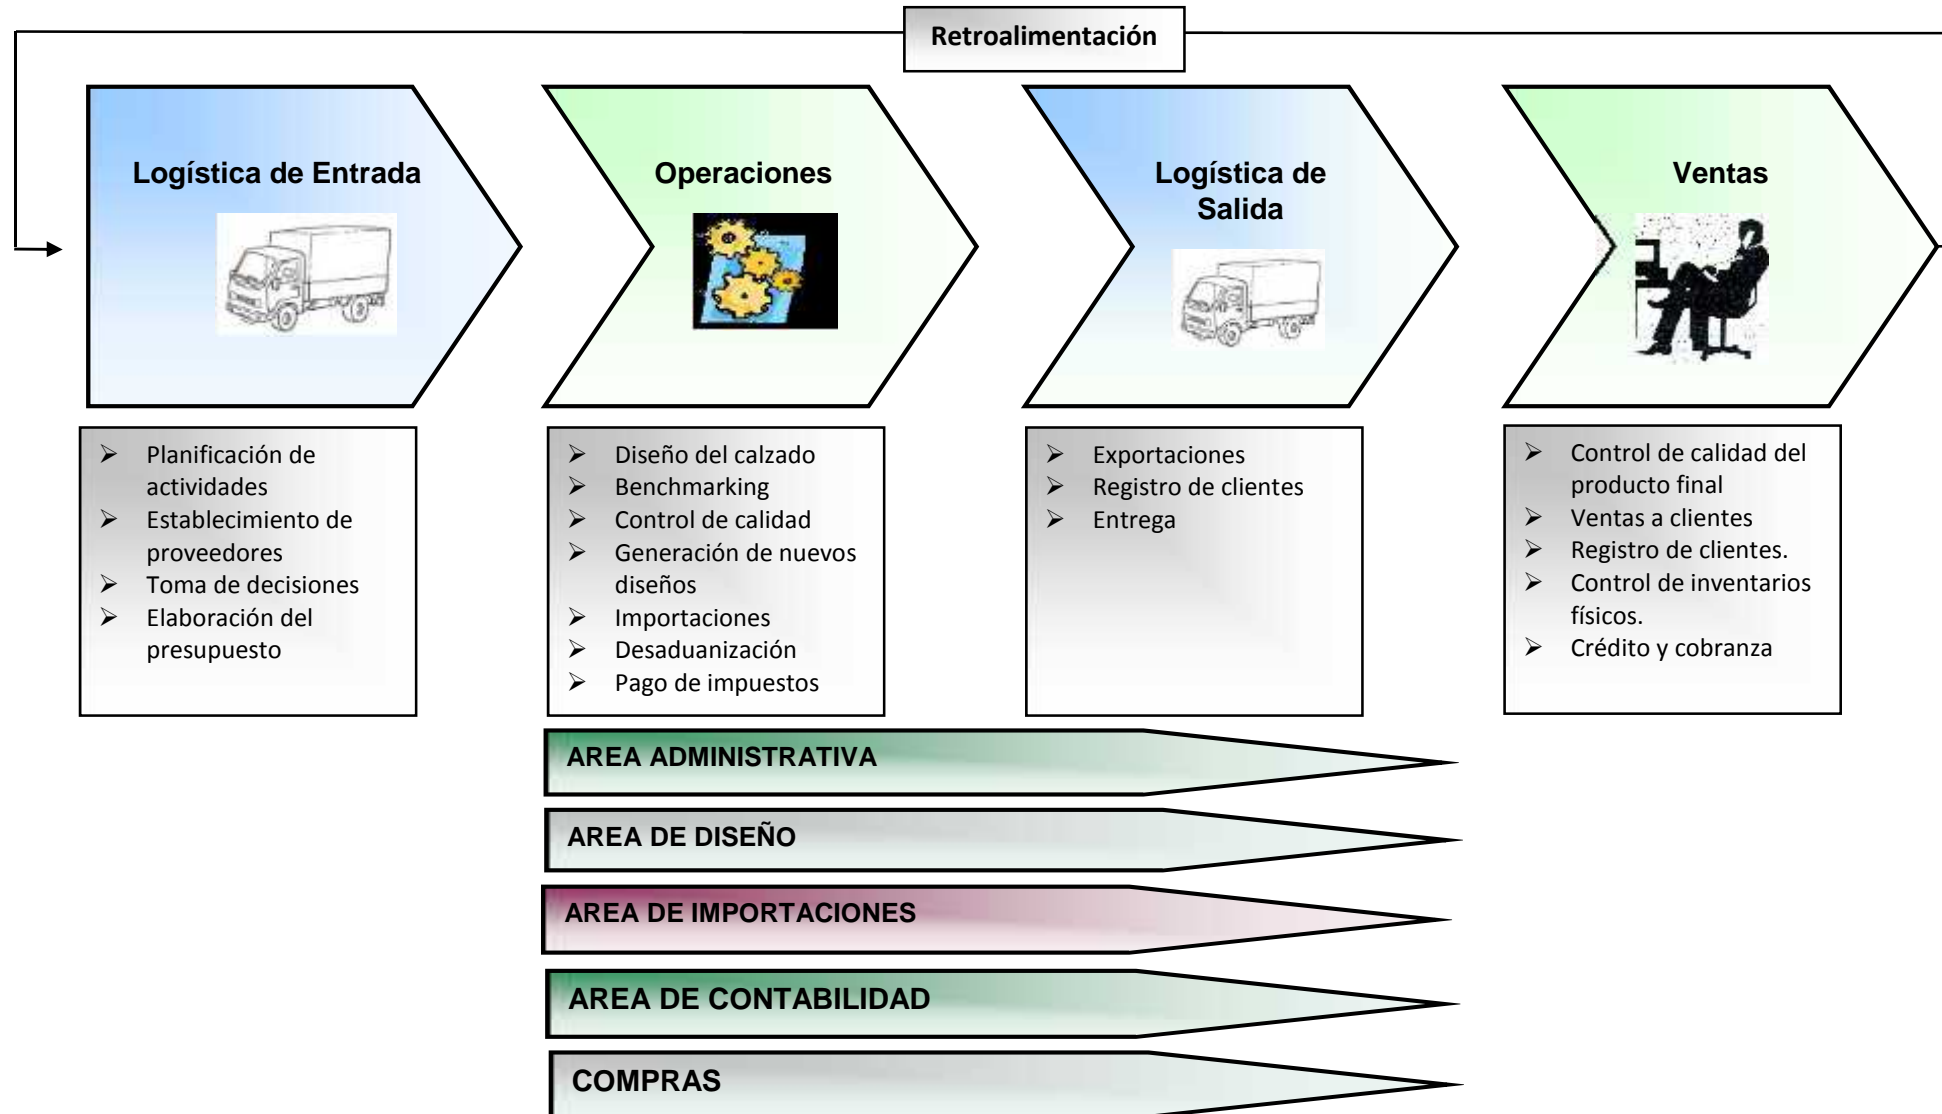 Retroalimentación
Logística de Entrada
Operaciones
Logística de
Salida
Ventas
➢ Planificación de
actividades
➢ Establecimiento de
proveedores
➢ Toma de decisiones
➢ Elaboración del
presupuesto
➢ Diseño del calzado
➢ Benchmarking
➢ Control de calidad
➢ Generación de nuevos
diseños
➢ Importaciones
➢ Desaduanización
➢ Pago de impuestos
➢ Exportaciones
➢ Registro de clientes
➢ Entrega
➢ Control de calidad del
producto final
➢ Ventas a clientes
➢ Registro de clientes.
➢ Control de inventarios
físicos.
➢ Crédito y cobranza
AREA ADMINISTRATIVA
AREA DE DISEÑO
AREA DE IMPORTACIONES
AREA DE CONTABILIDAD
COMPRAS